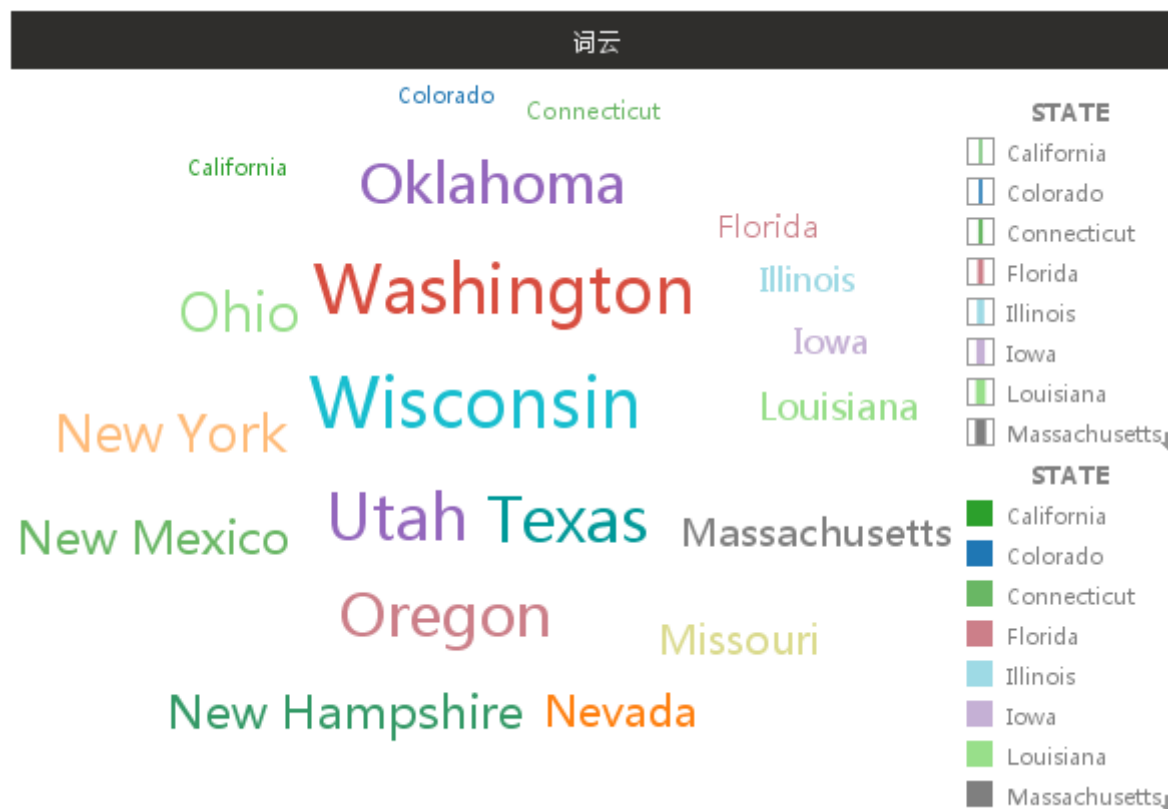 词云
Colorado
Connecticut
California
Oklahoma
Florida
Washington
Illinois
Ohio
Iowa
Wisconsin
Louisiana
New York
Utah
Texas
Massachusetts
New Mexico
Oregon
Missouri
New Hampshire
Nevada
STATE
California
Colorado
Connecticut
Florida
Illinois
Iowa
Louisiana
Massachusetts
STATE
California
Colorado
Connecticut
Florida
Illinois
Iowa
Louisiana
Massachusetts